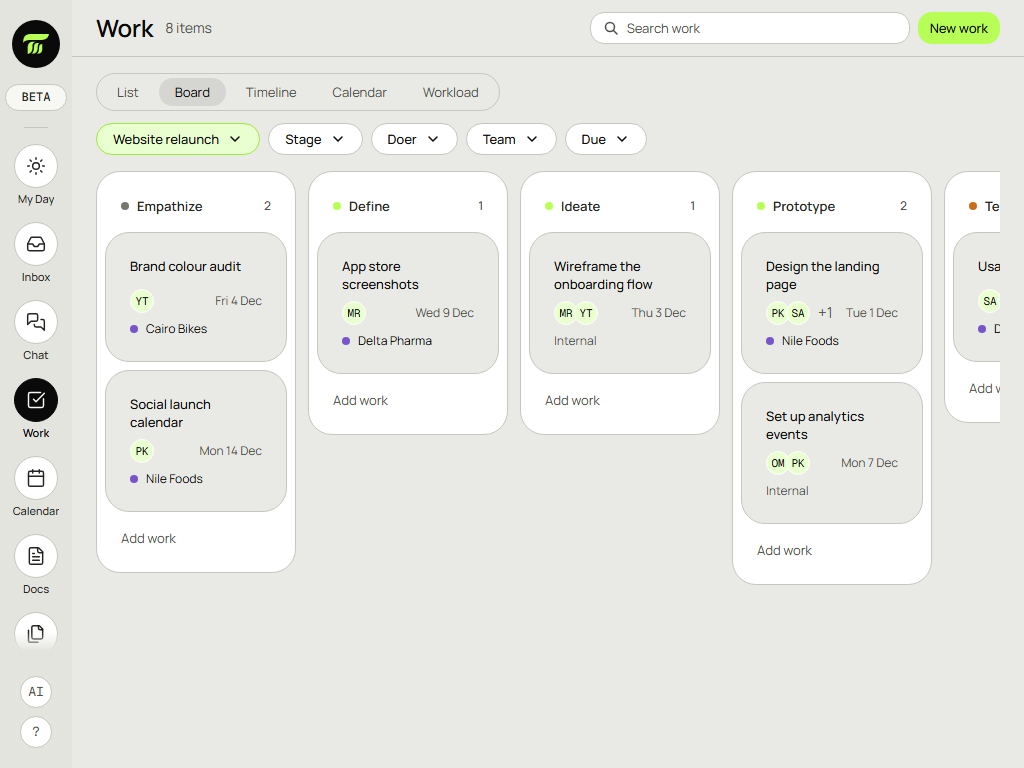 Work 8 items
Search work
New work
BETA
My Day
Inbox
Chat
Work
Calendar
Docs
AI
?
List Board Timeline Calendar Workload
Website relaunch Stage Doer Team Due
Empathize 2
Brand colour audit
YT Fri 4 Dec
Cairo Bikes
Social launch
calendar
PK Mon 14 Dec
Nile Foods
Add work
Define 1
App store
screenshots
MR Wed 9 Dec
Delta Pharma
Add work
Ideate 1
Wireframe the
onboarding flow
MR YT Thu 3 Dec
Internal
Add work
Prototype 2
Design the landing
page
PK SA +1 Tue 1 Dec
Nile Foods
Set up analytics
events
OM PK Mon 7 Dec
Internal
Add work
SA
Add